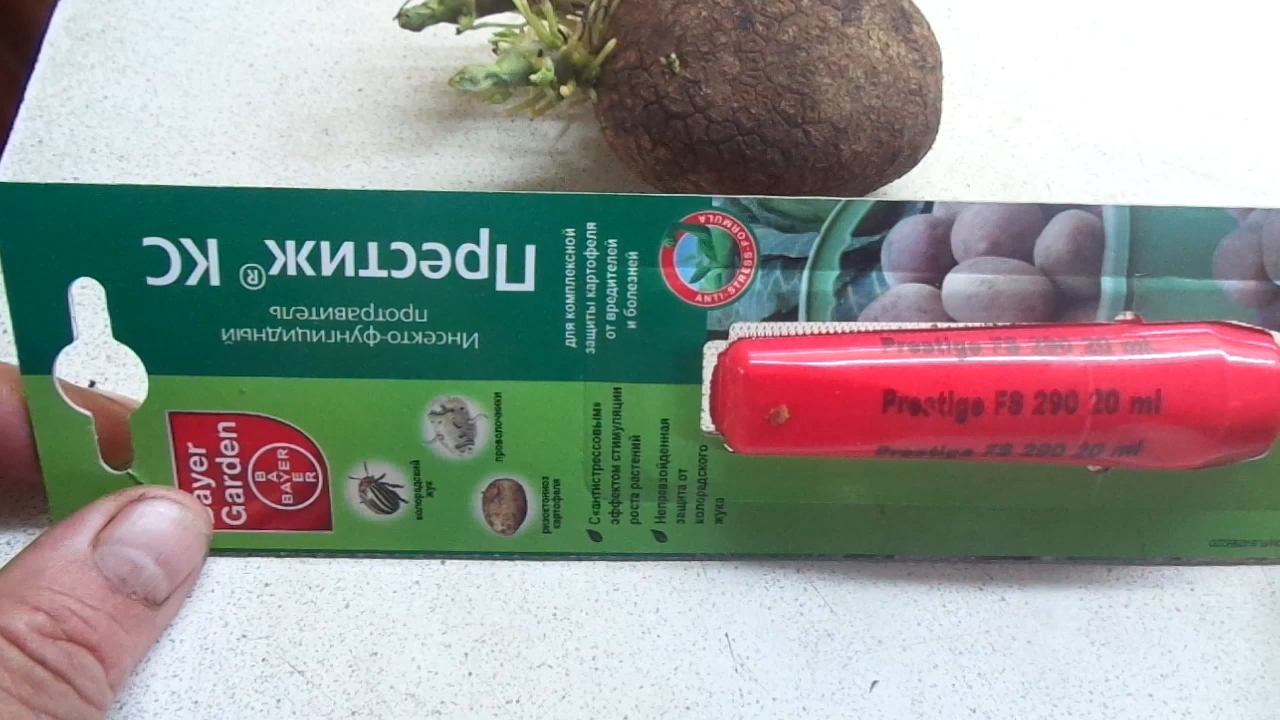 Престиж® КС
Инсекто-фунгицидный
протравитель
для комплексной
защиты картофеля
от вредителей
и болезней
ANTI-STRESS-FORMULA
Garden
BAYER
BAYER
колорадский
жук
проволочники
ризоктониоз
картофеля
С «антистрессовым»
эффектом стимуляции
роста растений
Непревзойденная
защита от
колорадского
жука
Prestige FS 290 20 ml
Prestige FS 290 20 ml
Prestige FS 290 20 ml